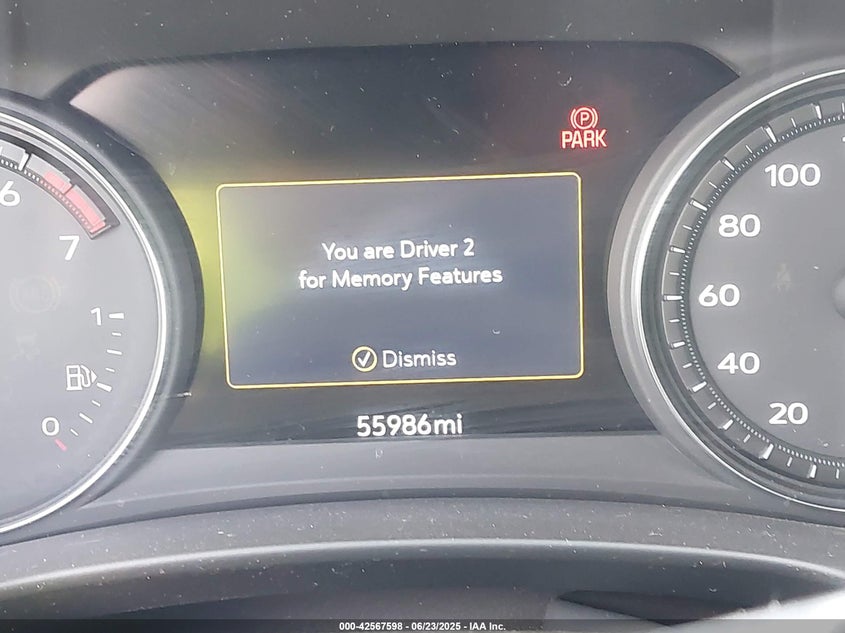 PARK
You are Driver 2
for Memory Features
Dismiss
55986mi
6
7
1
0
100
80
60
40
20
000-42567598 - 06/23/2025 - IAA Inc.